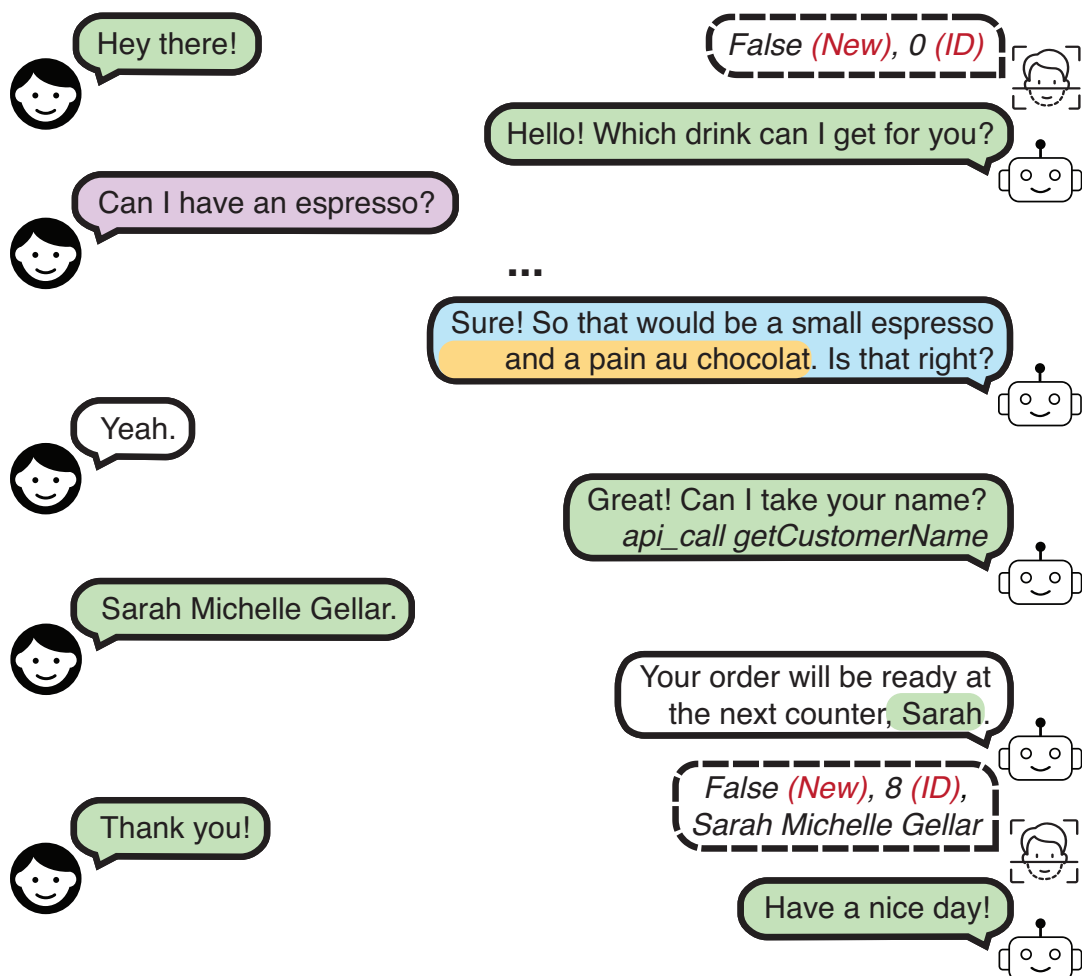 Hey there!
False (New), 0 (ID)
Hello! Which drink can I get for you?
Can I have an espresso?
...
Sure! So that would be a small espresso
and a pain au chocolat. Is that right?
Yeah.
Great! Can I take your name?
api_call getCustomerName
Sarah Michelle Gellar.
Your order will be ready at
the next counter, Sarah.
False (New), 8 (ID),
Sarah Michelle Gellar
Thank you!
Have a nice day!